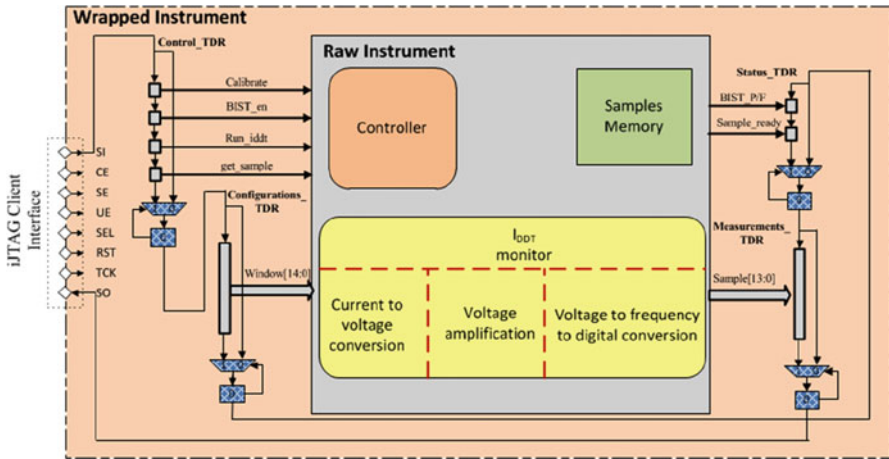 Wrapped Instrument
Control_TDR
Raw Instrument
Calibrate
BIST_en
Run_iddt
get_sample
Controller
Samples
Memory
Status_TDR
BIST_P/F
Sample_ready
iJTAG Client
Interface
SI
CE
SE
UE
SEL
RST
TCK
SO
Configurations_
TDR
Window[14:0]
IDDT
monitor
Current to
voltage
conversion
Voltage
amplification
Voltage to frequency
to digital conversion
Measurements_
TDR
Sample[13:0]